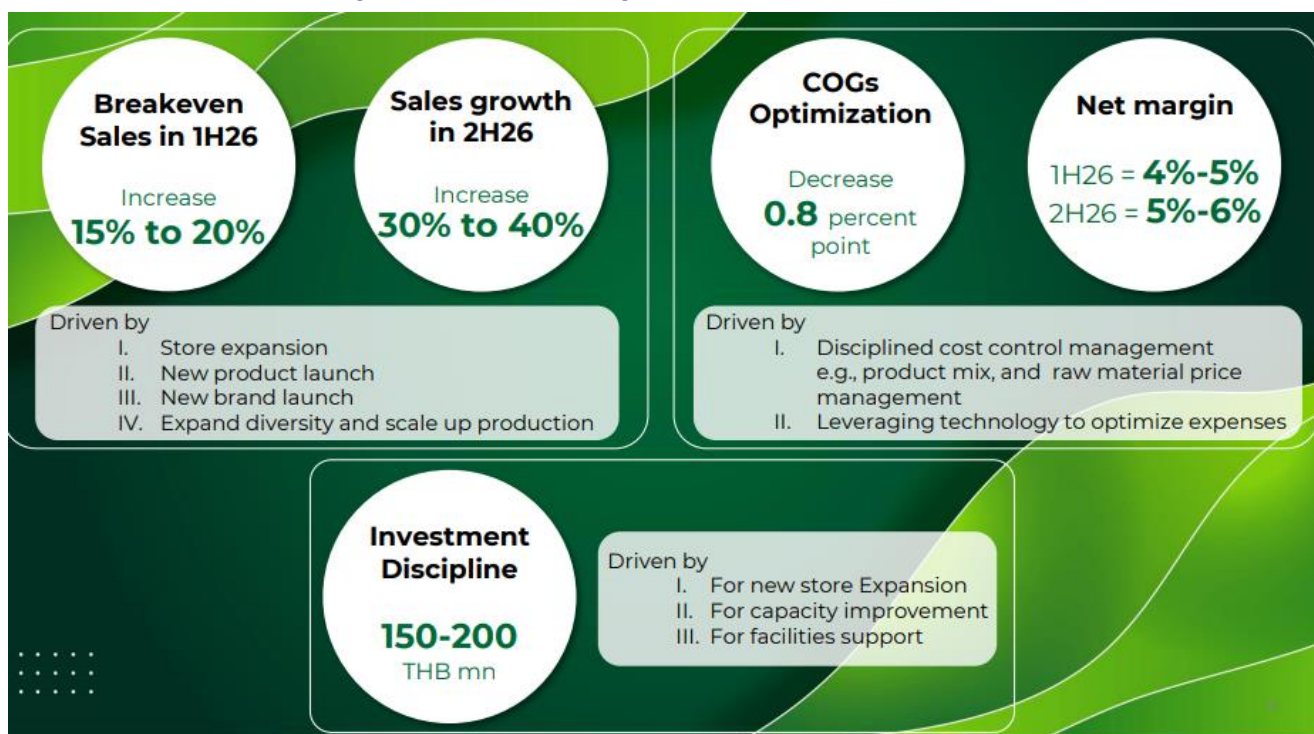 Breakeven
Sales in 1H26
Increase
15% to 20%
Sales growth
in 2H26
Increase
30% to 40%
Driven by
I. Store expansion
II. New product launch
III. New brand launch
IV. Expand diversity and scale up production
COGs
Optimization
Decrease
0.8 percent
point
Net margin
1H26 = 4%-5%
2H26 = 5%-6%
Driven by
I. Disciplined cost control management
e.g., product mix, and raw material price
management
II. Leveraging technology to optimize expenses
Investment
Discipline
150-200
THB mn
Driven by
I. For new store Expansion
II. For capacity improvement
III. For facilities support